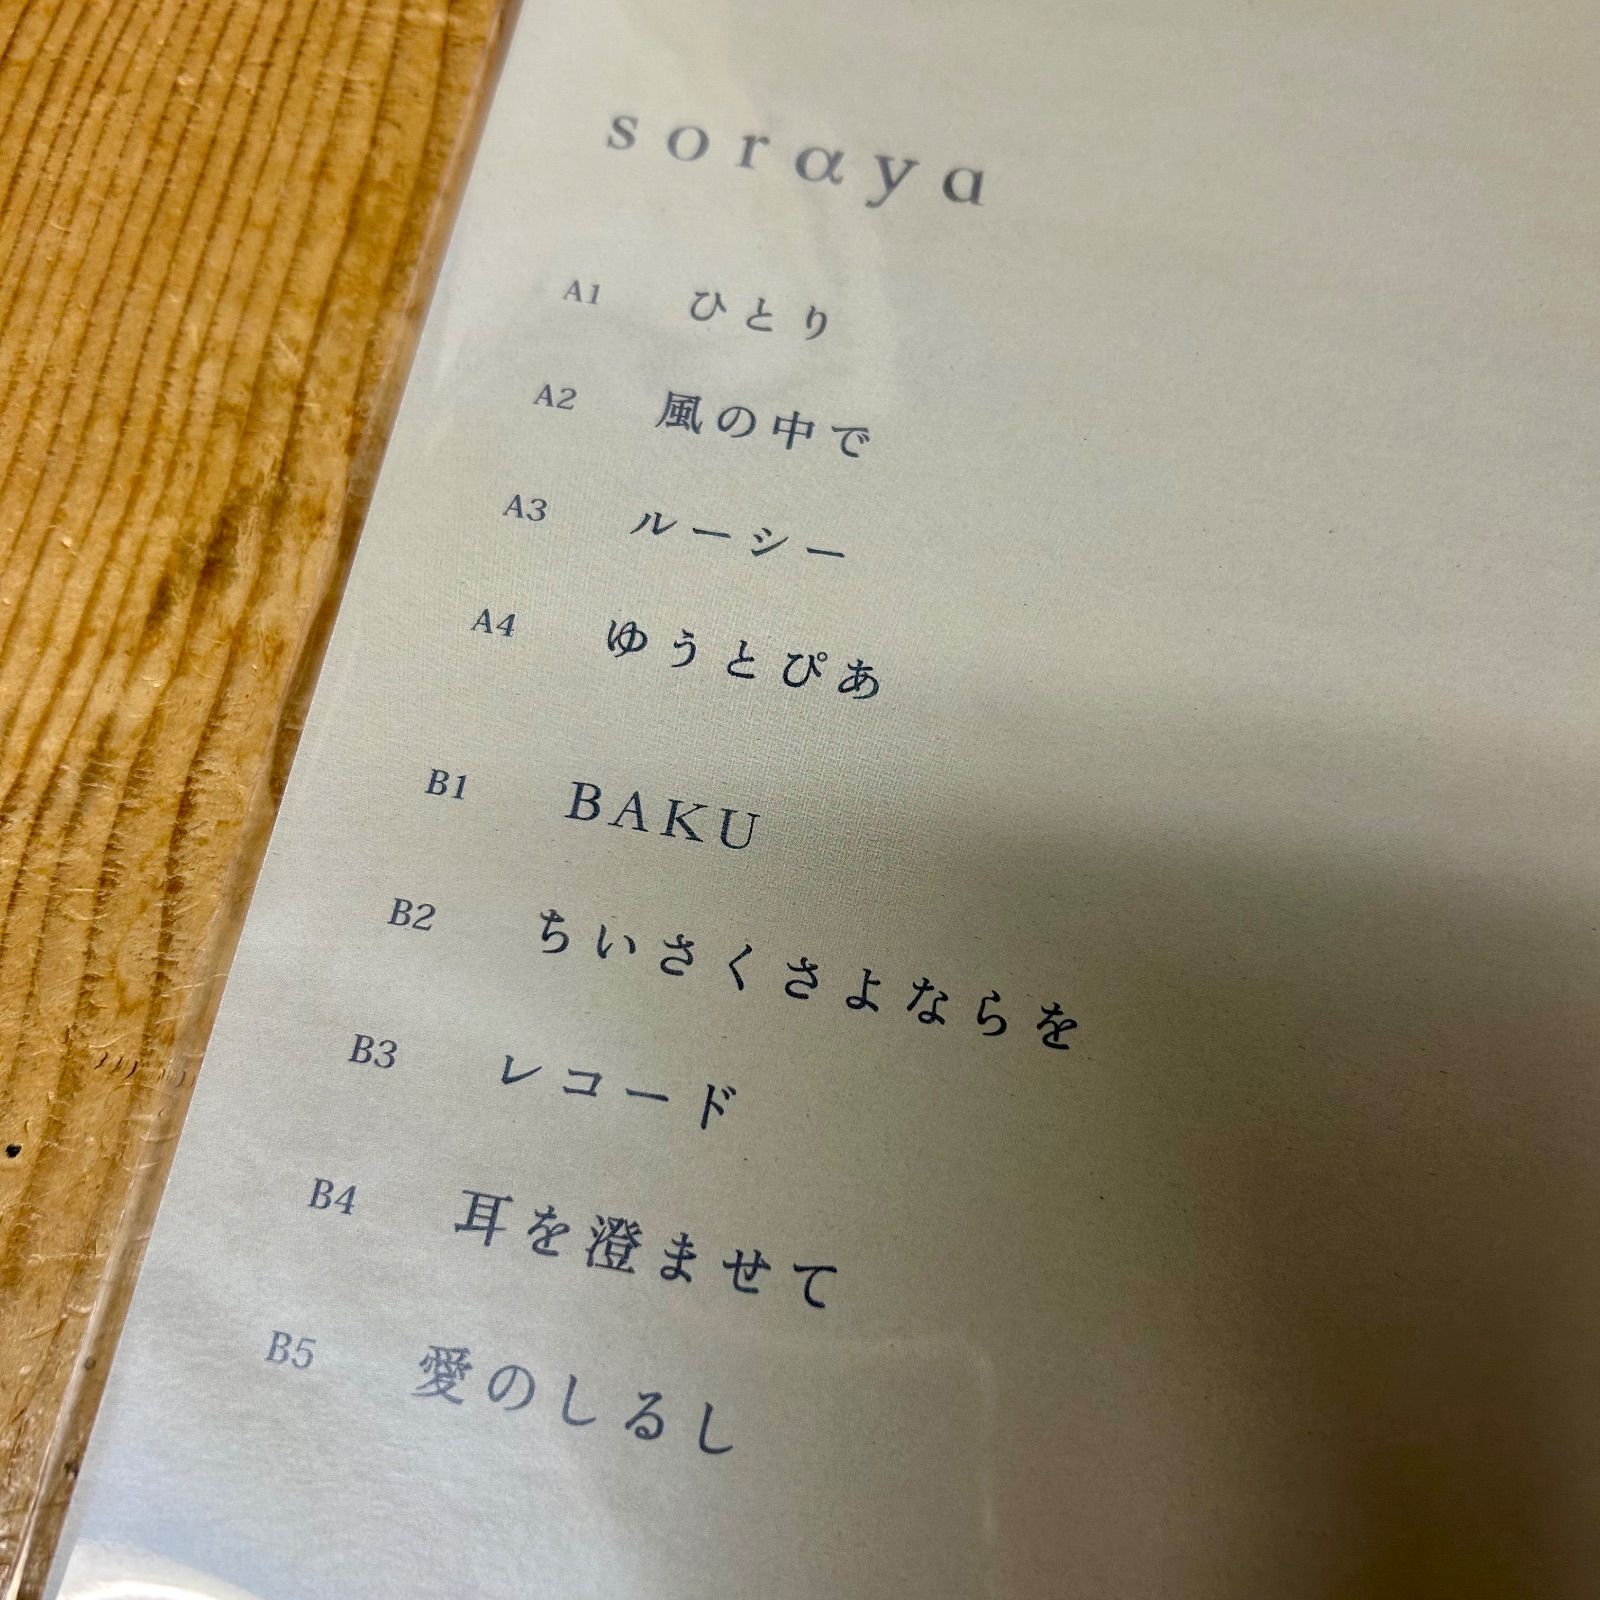 soraya
A1 ひとり
A2 風の中で
A3 ルーシー
A4 ゆうとぴあ
B1 BAKU
B2 ちいさくさよならを
B3 レコード
B4 耳を澄ませて
B5 愛のしるし